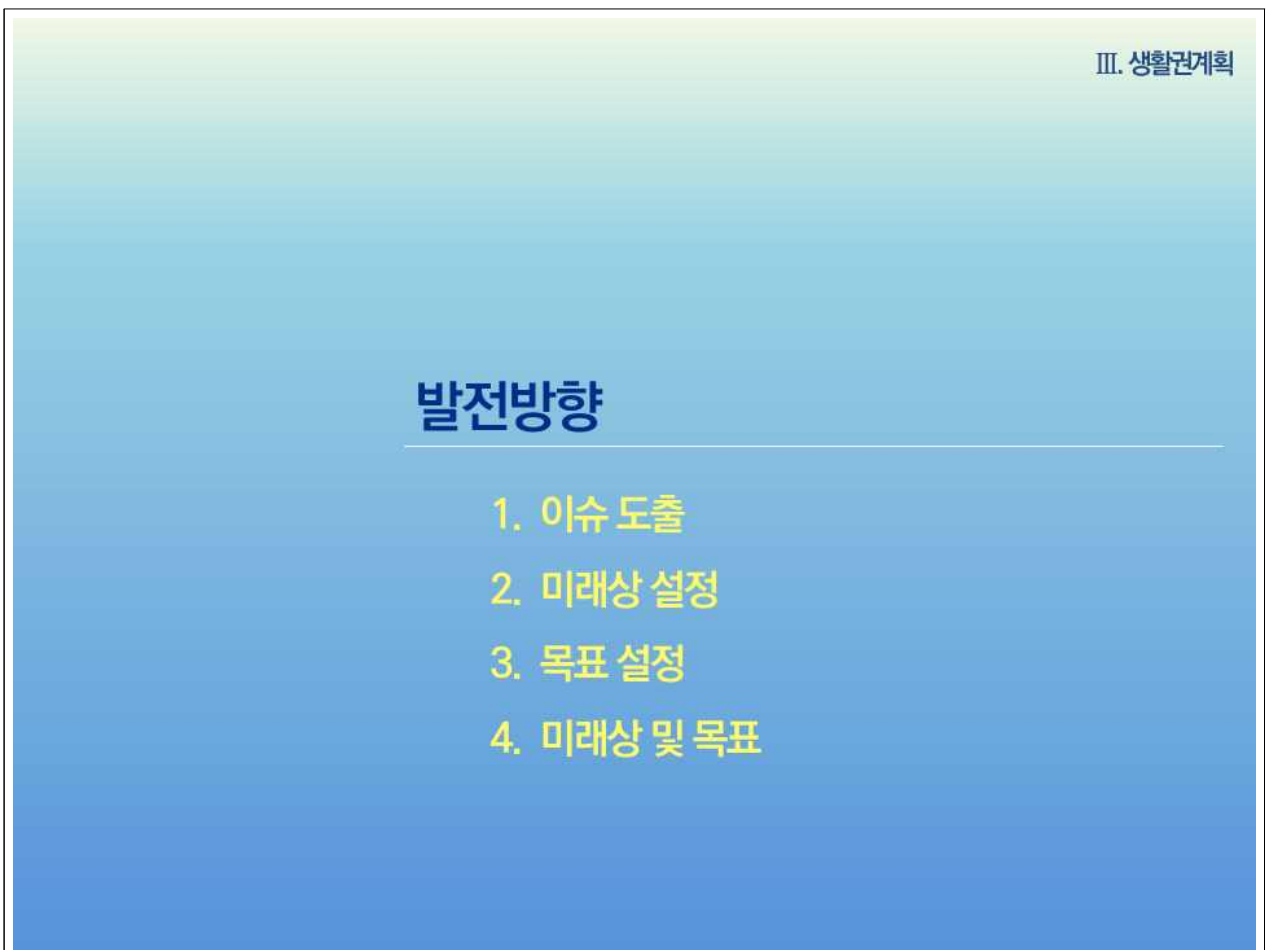 Ⅲ. 생활권계획
발전방향
1. 이슈 도출
2. 미래상 설정
3. 목표 설정
4. 미래상 및 목표